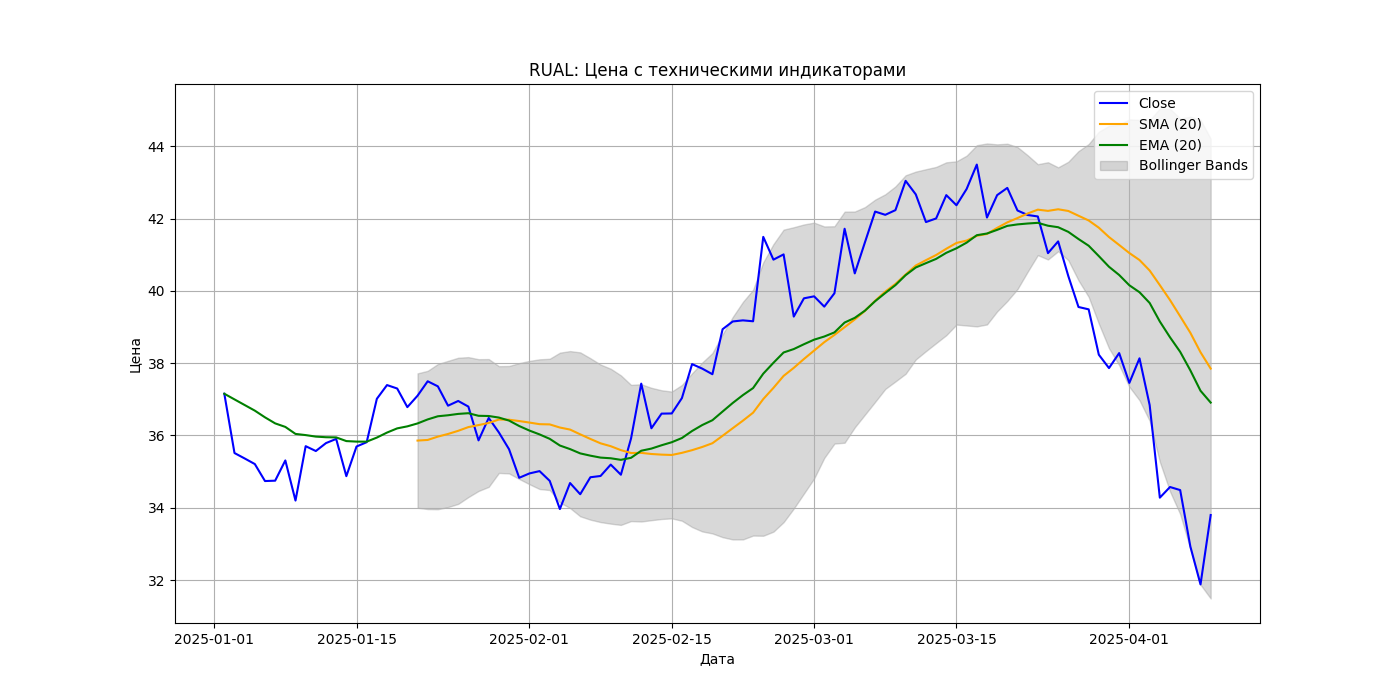 RUAL: Цена с техническими индикаторами
Close
SMA (20)
EMA (20)
Bollinger Bands
Цена
44
42
40
38
36
34
32
2025-01-01
2025-01-15
2025-02-01
2025-02-15
2025-03-01
2025-03-15
2025-04-01
Дата